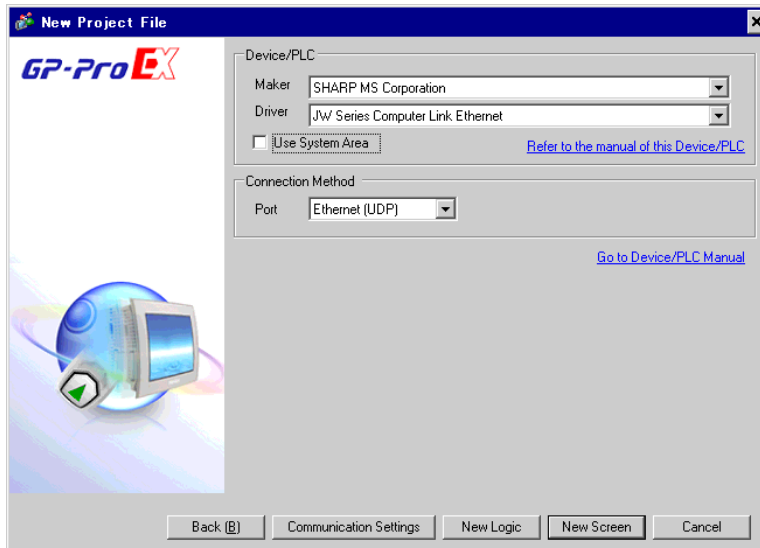 New Project File
GP-Pro EX
Device/PLC
Maker SHARP MS Corporation
Driver JW Series Computer Link Ethernet
Use System Area Refer to the manual of this Device/PLC
Connection Method
Port Ethernet (UDP)
Go to Device/PLC Manual
Back (B) Communication Settings New Logic New Screen Cancel